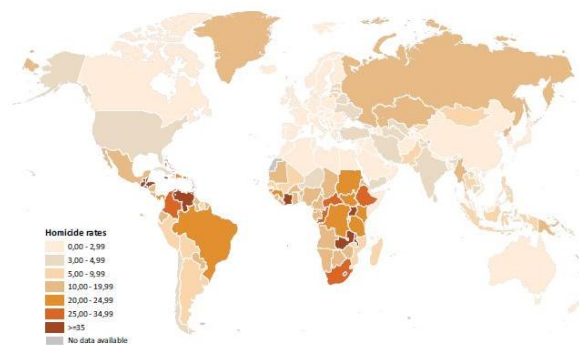 Homicide rates
0,00 - 2,99
3,00 - 4,99
5,00 - 9,99
10,00 - 19,99
20,00 - 24,99
25,00 - 34,99
>=35
No data available